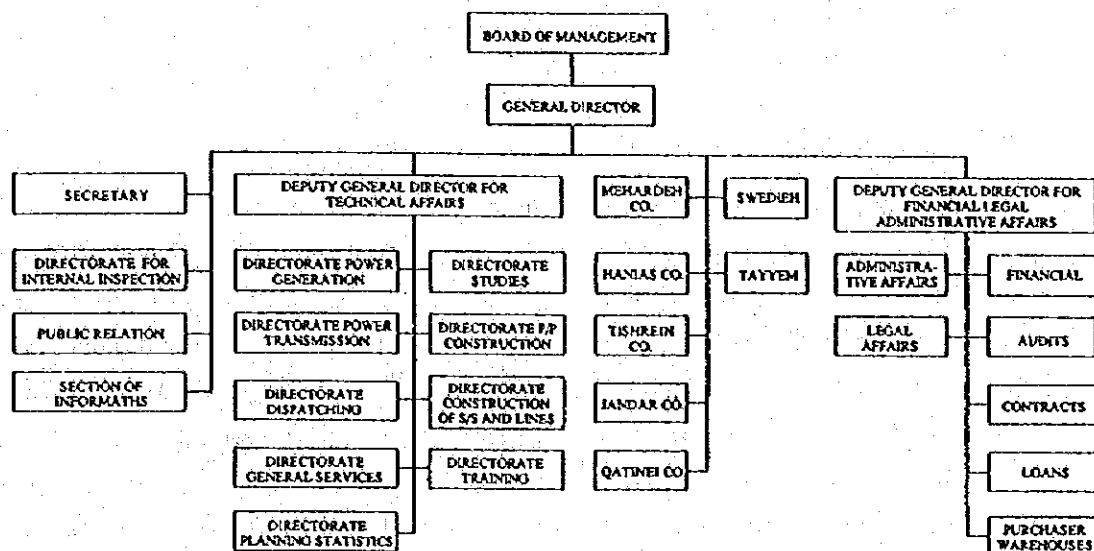 BOARD OF MANAGEMENT
GENERAL DIRECTOR
SECRETARY
DIRECTORATE FOR
INTERNAL INSPECTION
PUBLIC RELATION
SECTION OF
INFORMATHS
DEPUTY GENERAL DIRECTOR FOR
TECHNICAL AFFAIRS
DIRECTORATE POWER
GENERATION
DIRECTORATE
STUDIES
DIRECTORATE POWER
TRANSMISSION
DIRECTORATE P/P
CONSTRUCTION
DIRECTORATE
DISPATCHING
DIRECTORATE
CONSTRUCTION
OF S/S AND LINES
DIRECTORATE
GENERAL SERVICES
DIRECTORATE
TRAINING
DIRECTORATE
PLANNING STATISTICS
MEHARDEH
CO.
SWEDIEH
HANIAS CO.
TAYYEM
TISHREIN
CO.
JANDAR CO.
QATINEI CO
DEPUTY GENERAL DIRECTOR FOR
FINANCIAL LEGAL
ADMINISTRATIVE AFFAIRS
ADMINISTRA-
TIVE AFFAIRS
FINANCIAL
LEGAL
AFFAIRS
AUDITS
CONTRACTS
LOANS
PURCHASER
WAREHOUSES